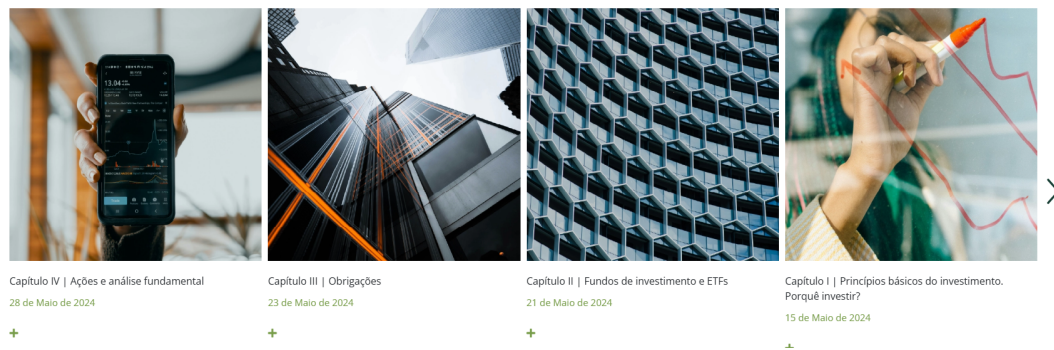 13.04
Capítulo IV | Ações e análise fundamental
28 de Maio de 2024
+
Capítulo III | Obrigações
23 de Maio de 2024
+
Capítulo II | Fundos de investimento e ETFs
21 de Maio de 2024
+
Capítulo I | Princípios básicos do investimento.
Porquê investir?
15 de Maio de 2024
+